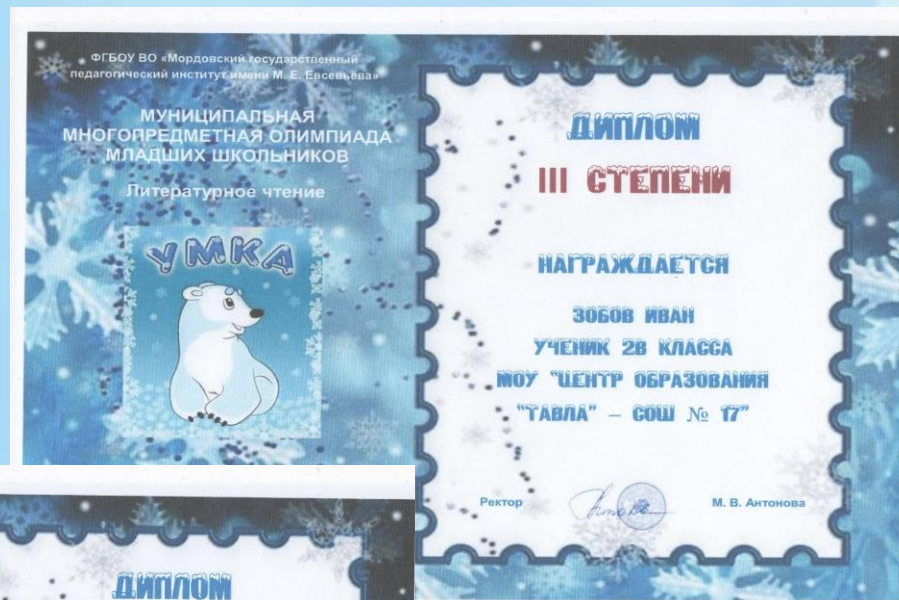 ФГБОУ ВО «Мордовский государственный
педагогический институт имени М. Е. Евсевьева»
МУНИЦИПАЛЬНАЯ
МНОГОПРЕДМЕТНАЯ ОЛИМПИАДА
МЛАДШИХ ШКОЛЬНИКОВ
Литературное чтение
УМКА
ДИПЛОМ
III СТЕПЕНИ
НАГРАЖДАЕТСЯ
ЗОБОВ ИВАН
УЧЕНИК 2В КЛАССА
МОУ "ЦЕНТР ОБРАЗОВАНИЯ
"ТАВЛА" – СОШ № 17"
Ректор
М. В. Антонова
ДИПЛОМ